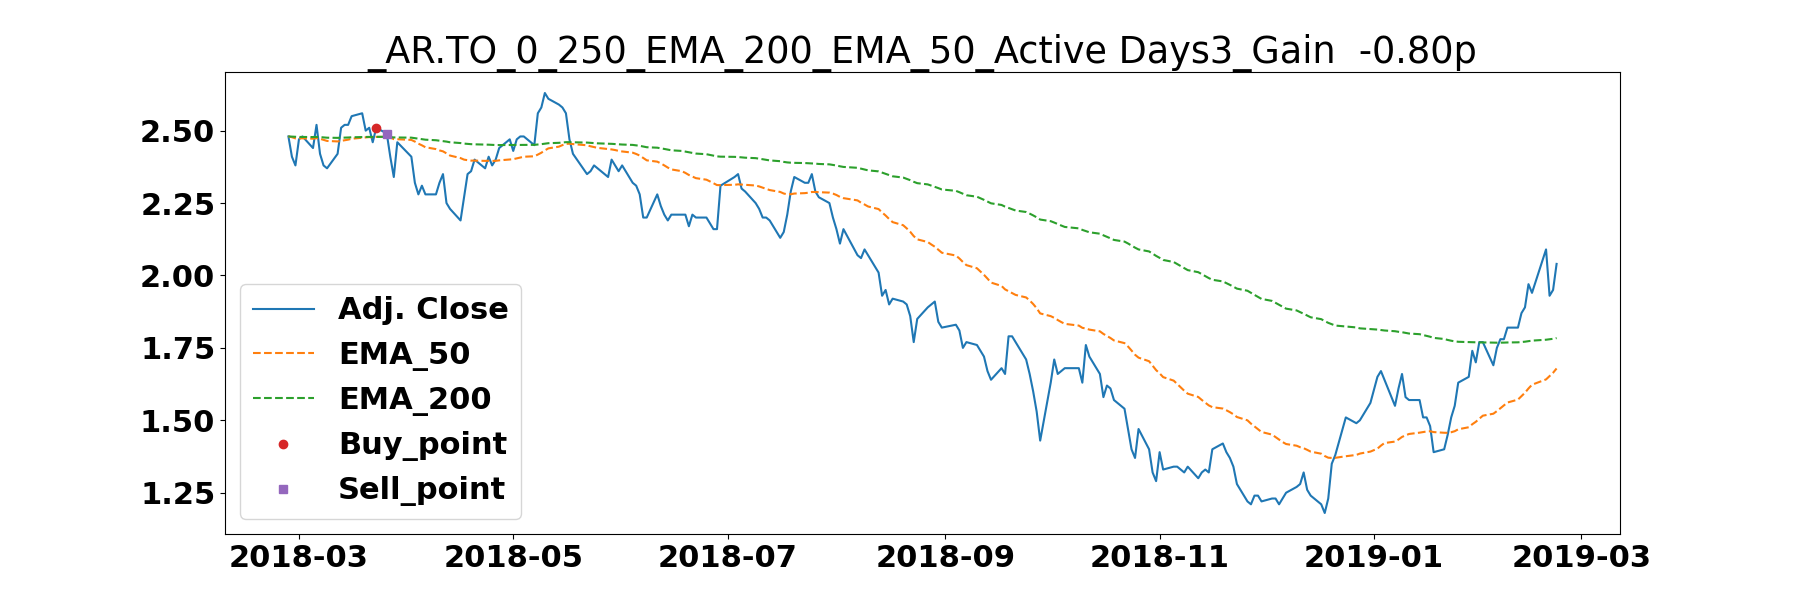 _AR.TO_0_250_EMA_200_EMA_50_Active Days3_Gain  -0.80p
2.50
2.25
2.00
1.75
1.50
1.25
Adj. Close
EMA_50
EMA_200
Buy_point
Sell_point
2018-03 2018-05 2018-07 2018-09 2018-11 2019-01 2019-03